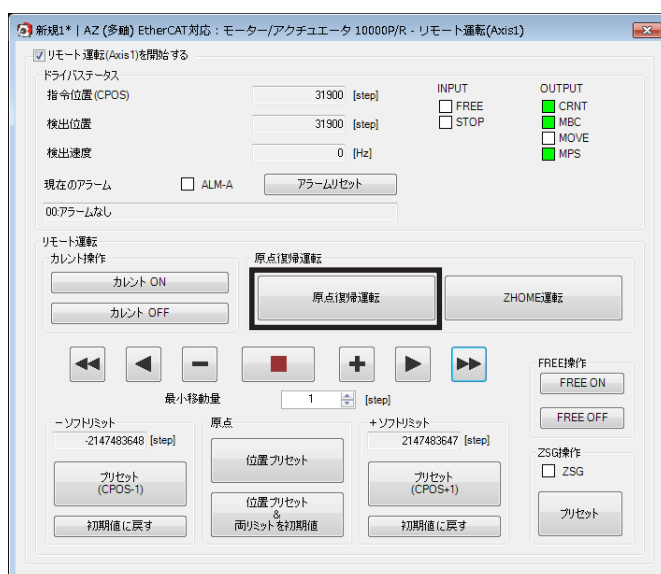 新規1* | AZ (多軸) EtherCAT対応：モーター/アクチュエータ 10000P/R - リモート運転(Axis1)
リモート運転(Axis1)を開始する
ドライバステータス
指令位置(CPOS) 31900 [step]
検出位置 31900 [step]
検出速度 0 [Hz]
INPUT
FREE
STOP
OUTPUT
CRNT
MBC
MOVE
MPS
現在のアラーム ALM-A アラームリセット
00:アラームなし
リモート運転
カレント操作
カレント ON
カレント OFF
原点復帰運転
原点復帰運転 ZHOME運転
最小移動量 1 [step]
FREE操作
FREE ON
FREE OFF
－ソフトリミット
-2147483648 [step]
プリセット
(CPOS-1)
初期値に戻す
原点
位置プリセット
位置プリセット
&
両リミットを初期値
+ソフトリミット
2147483647 [step]
プリセット
(CPOS+1)
初期値に戻す
ZSG操作
ZSG
プリセット